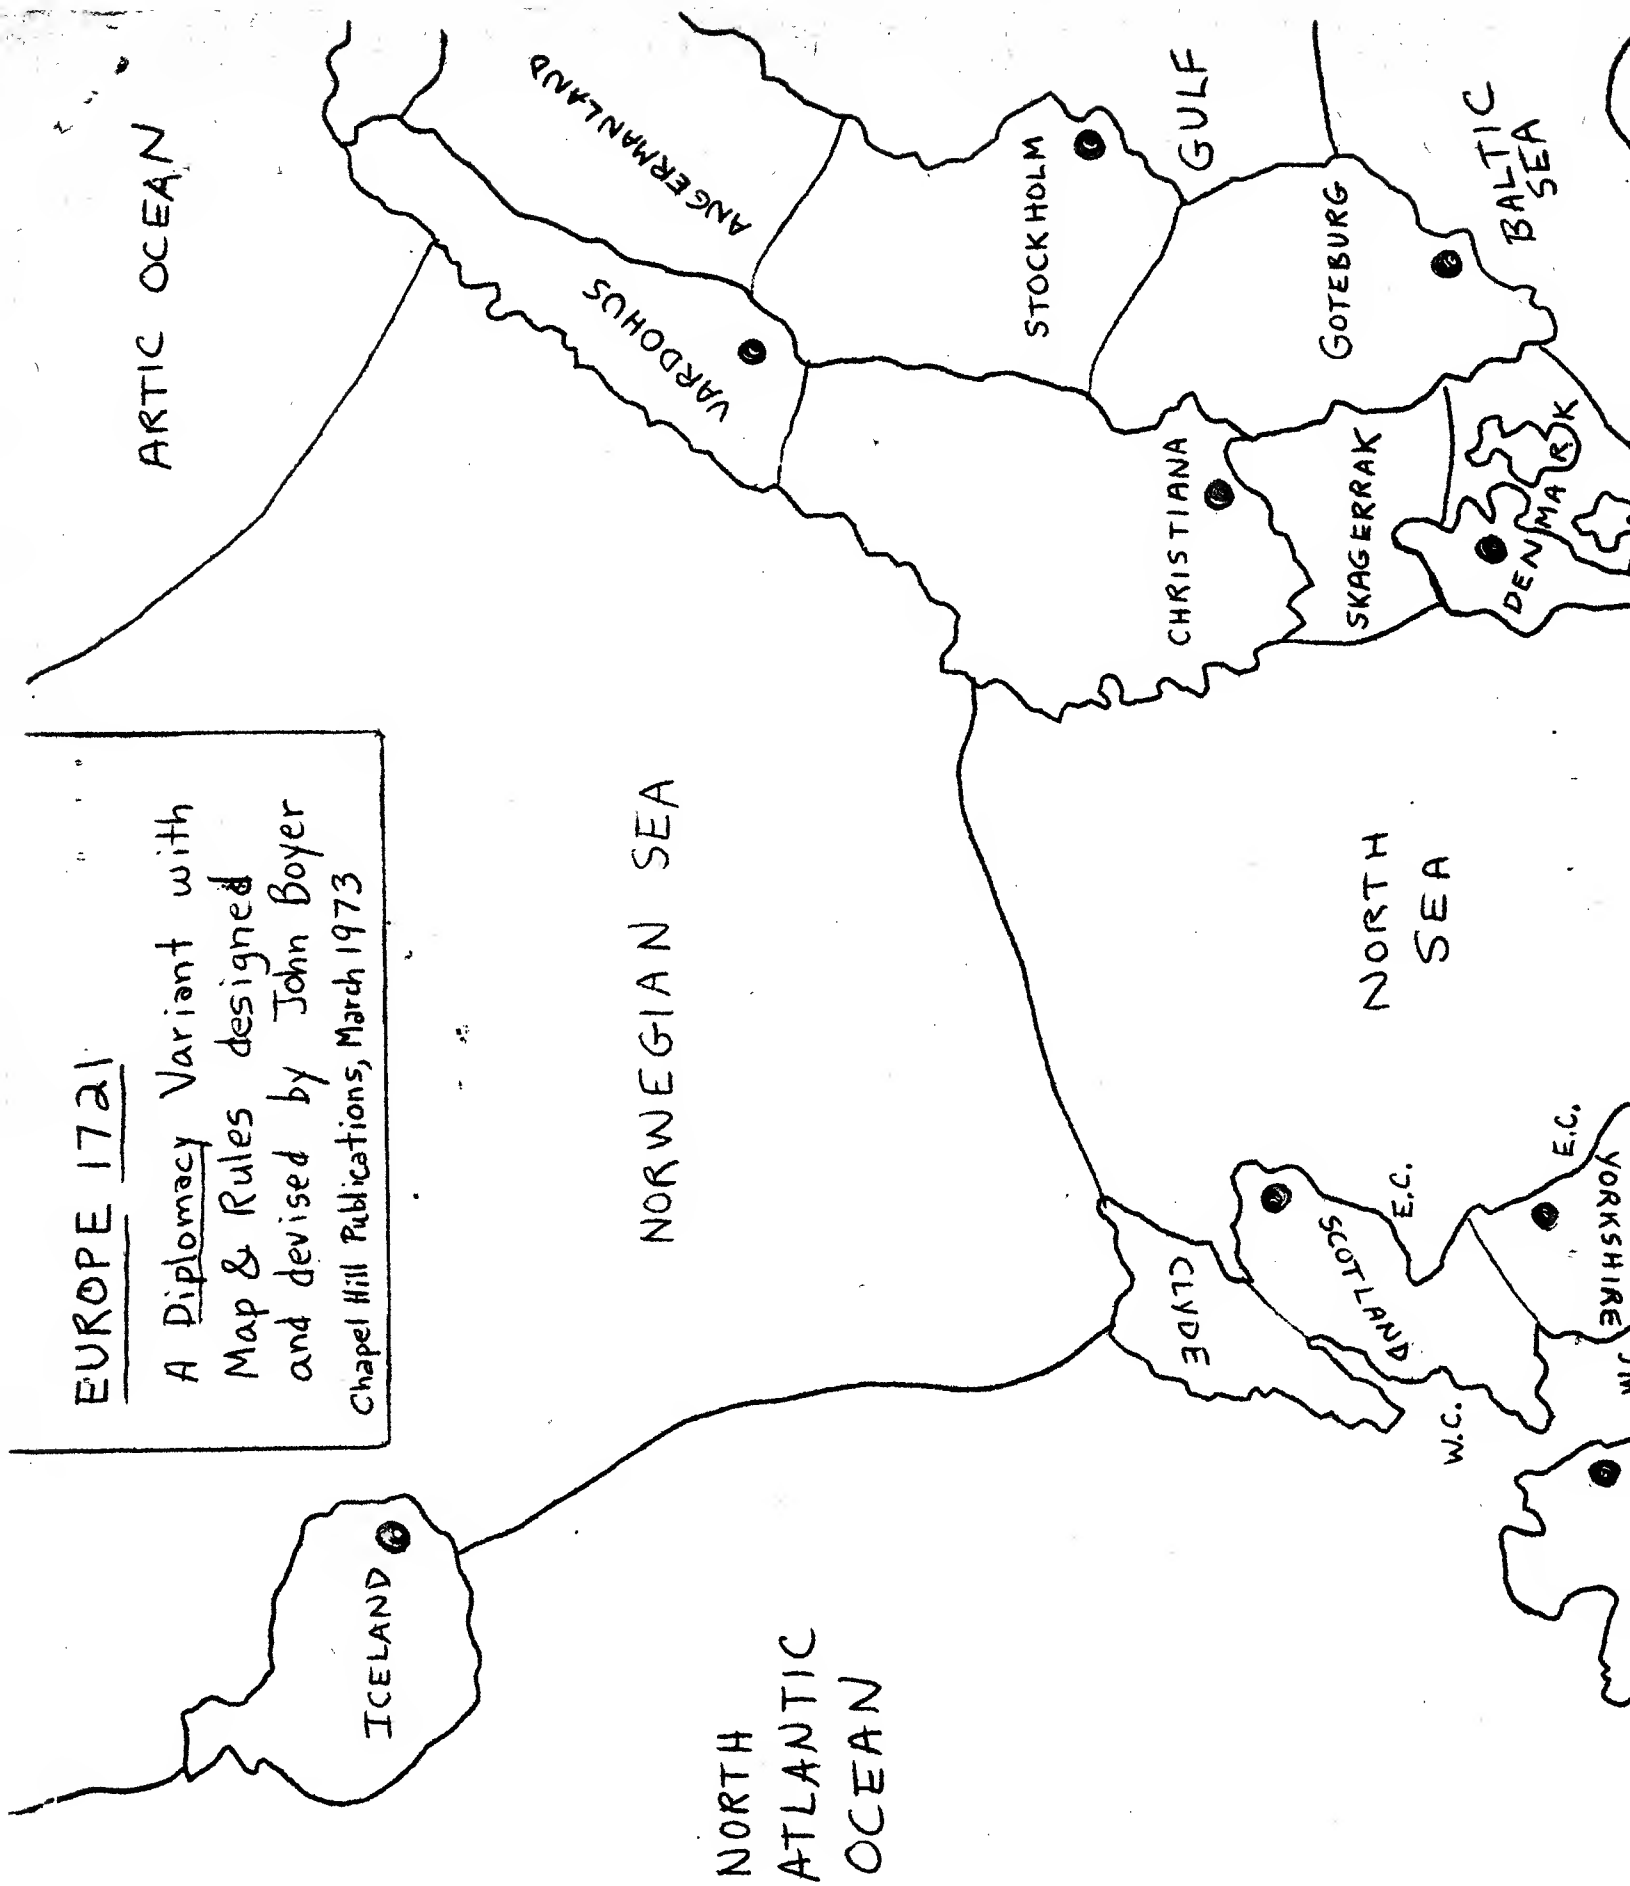 EUROPE 1721
A Diplomacy Variant with
Map & Rules designed
and devised by John Boyer
Chapel Hill Publications, March 1973
ARTIC OCEAN
ICELAND
NORWEGIAN SEA
VARDOHUS
ANGERMANLAND
NORTH
ATLANTIC
OCEAN
STOCKHOLM
GULF
CHRISTIANA
GOTEBURG
CLYDE
SCOTLAND
E.C.
W.C.
NORTH
SEA
SKAGERRAK
BALTIC
SEA
DENMARK
E.C.
YORKSHIRE